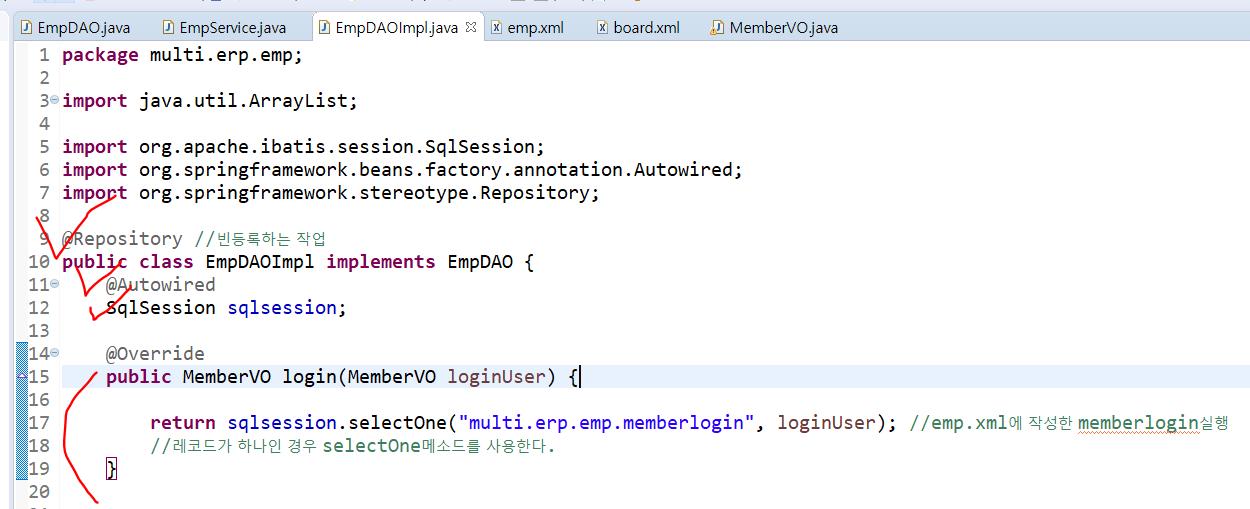 EmpDAO.java EmpService.java EmpDAOImpl.java emp.xml board.xml MemberVO.java
1 package multi.erp.emp;
2
3 import java.util.ArrayList;
4
5 import org.apache.ibatis.session.SqlSession;
6 import org.springframework.beans.factory.annotation.Autowired;
7 import org.springframework.stereotype.Repository;
8
9 @Repository //빈등록하는 작업
10 public class EmpDAOImpl implements EmpDAO {
11 @Autowired
12 SqlSession sqlsession;
13
14 @Override
15 public MemberVO login(MemberVO loginUser) {
16
17 return sqlsession.selectOne("multi.erp.emp.memberlogin", loginUser); //emp.xml에 작성한 memberlogin실행
18 //레코드가 하나인 경우 selectOne메소드를 사용한다.
19 }
20